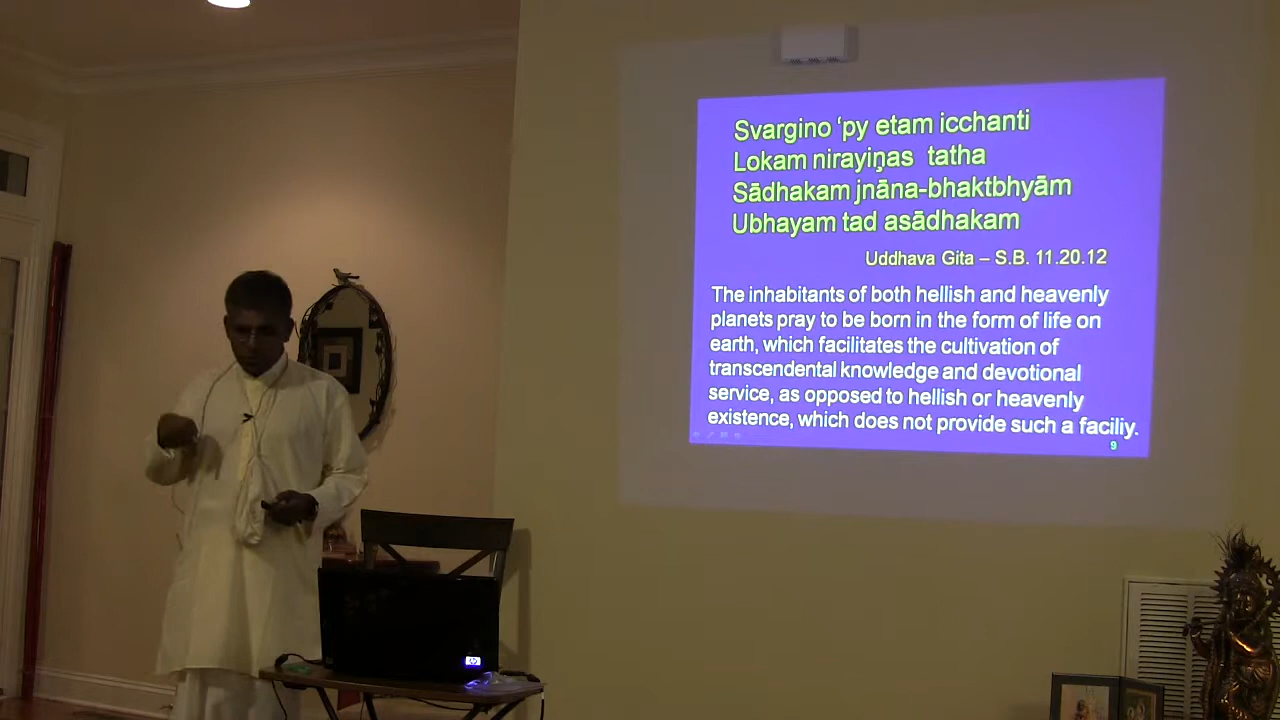 Svargino ‘py etam icchanti
Lokam nirayiņas tatha
Sādhakam jnāna-bhaktbhyām
Ubhayam tad asādhakam
Uddhava Gita – S.B. 11.20.12
The inhabitants of both hellish and heavenly
planets pray to be born in the form of life on
earth, which facilitates the cultivation of
transcendental knowledge and devotional
service, as opposed to hellish or heavenly
existence, which does not provide such a faciliy.
9
hp